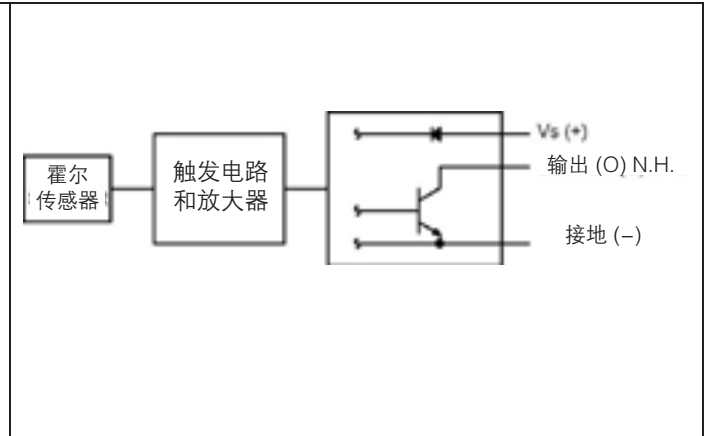 霍尔
传感器
触发电路
和放大器
Vs (+)
输出 (O) N.H.
接地 (−)